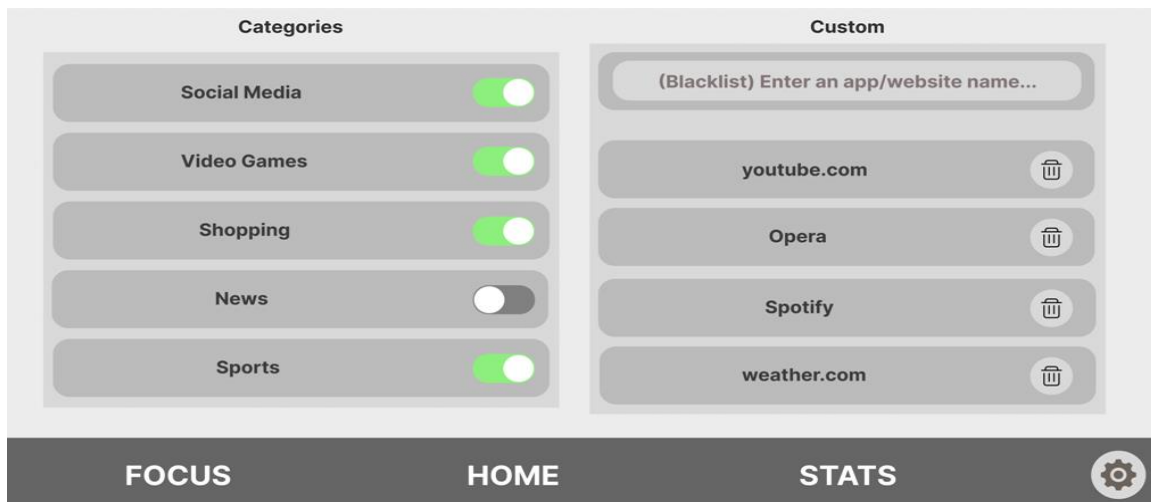 Categories
Social Media
Video Games
Shopping
News
Sports
Custom
(Blacklist) Enter an app/website name...
youtube.com
Opera
Spotify
weather.com
FOCUS
HOME
STATS